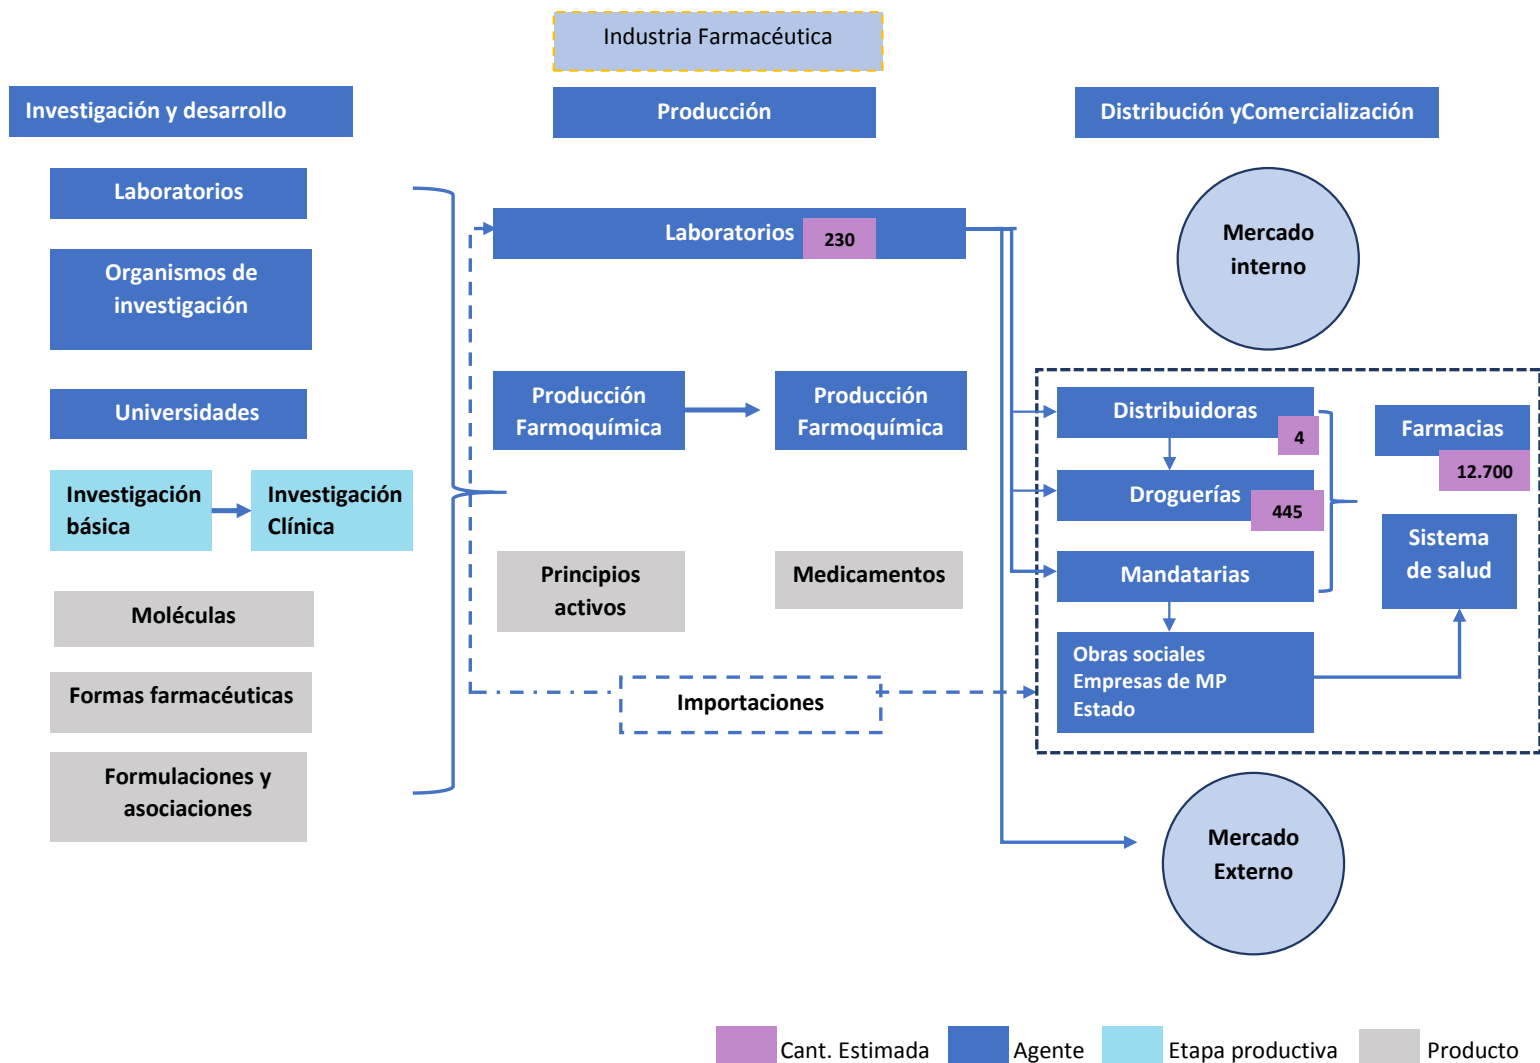 Industria Farmacéutica
Investigación y desarrollo
Producción
Distribución yComercialización
Laboratorios
Organismos de
investigación
Universidades
Investigación
básica
Investigación
Clínica
Moléculas
Formas farmacéuticas
Formulaciones y
asociaciones
Laboratorios
230
Producción
Farmoquímica
Producción
Farmoquímica
Principios
activos
Medicamentos
Importaciones
Mercado
interno
Distribuidoras
4
Droguerías
445
Mandatarias
Obras sociales
Empresas de MP
Estado
Farmacias
12.700
Sistema
de salud
Mercado
Externo
Cant. Estimada
Agente
Etapa productiva
Producto